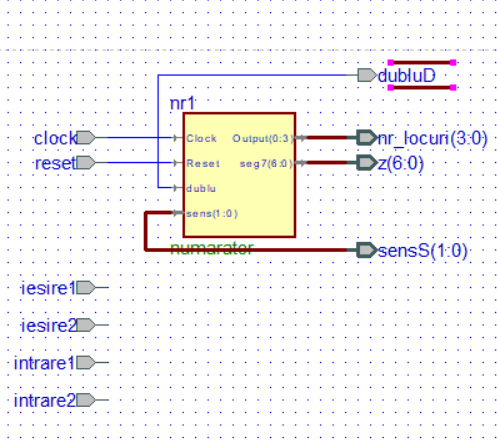 dubluD
nr1
clock Clock Output(0:3) nr_locuri(3:0)
reset Reset seg7(6:0) z(6:0)
dublu
sens(1:0)
numarator sensS(1:0)
iesire1
iesire2
intrare1
intrare2